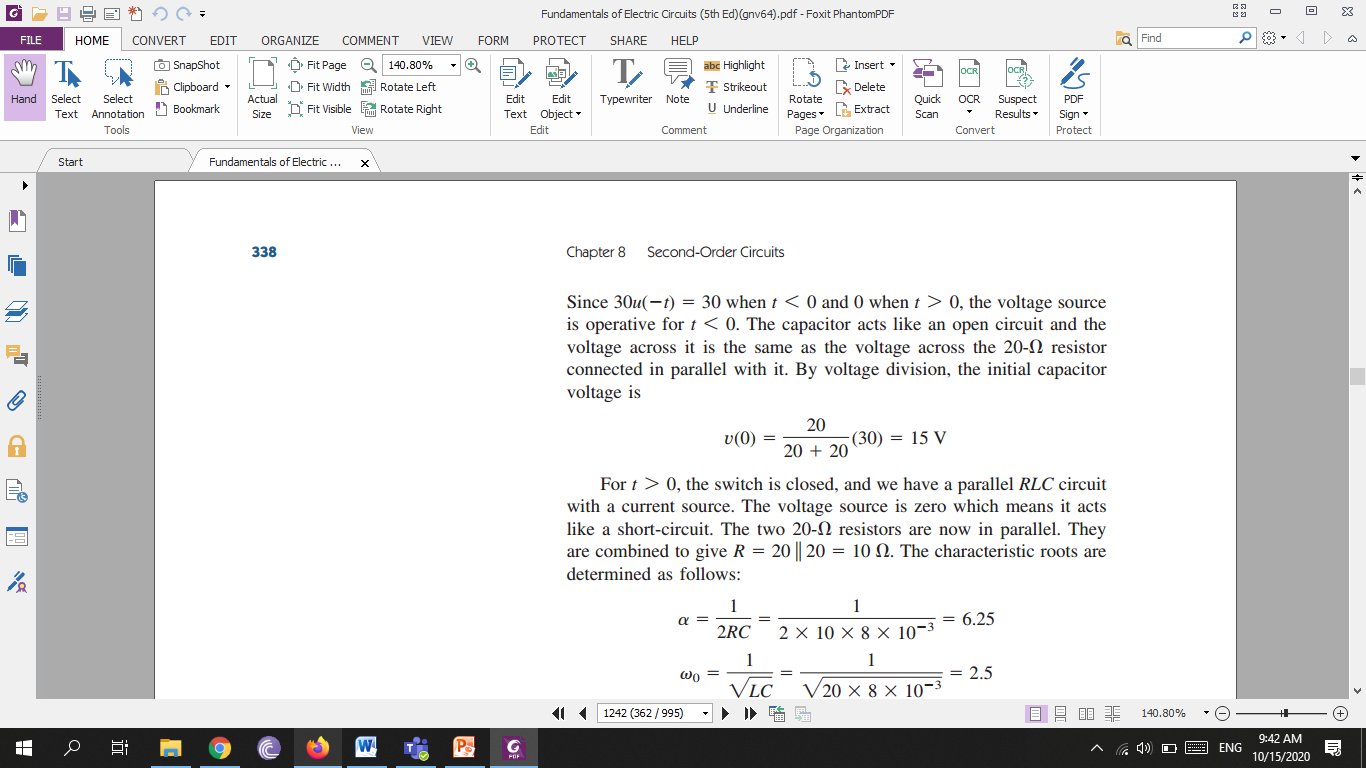 Fundamentals of Electric Circuits (5th Ed)(gnv64).pdf - Foxit PhantomPDF
FILE HOME CONVERT EDIT ORGANIZE COMMENT VIEW FORM PROTECT SHARE HELP Find
Hand
Select Text
Select Annotation
SnapShot
Clipboard
Bookmark
Tools
Actual Size
Fit Page
Fit Width
Fit Visible
140.80%
Rotate Left
Rotate Right
View
Edit Text
Edit Object
Edit
Typewriter
Note
abc Highlight
T Strikeout
U Underline
Comment
Rotate Pages
Insert
Delete
Extract
Page Organization
Quick Scan
OCR
OCR
OCR
Suspect Results
Convert
PDF Sign
Protect
Start
Fundamentals of Electric ...
338
Chapter 8 Second-Order Circuits
Since 30u(−t) = 30 when t < 0 and 0 when t > 0, the voltage source
is operative for t < 0. The capacitor acts like an open circuit and the
voltage across it is the same as the voltage across the 20-Ω resistor
connected in parallel with it. By voltage division, the initial capacitor
voltage is
v(0) = 20 / (20 + 20) (30) = 15 V
For t > 0, the switch is closed, and we have a parallel RLC circuit
with a current source. The voltage source is zero which means it acts
like a short-circuit. The two 20-Ω resistors are now in parallel. They
are combined to give R = 20 || 20 = 10 Ω. The characteristic roots are
determined as follows:
α = 1 / 2RC = 1 / (2 × 10 × 8 × 10⁻³) = 6.25
ω₀ = 1 / √LC = 1 / √(20 × 8 × 10⁻³) = 2.5
1242 (362 / 995)
140.80%
ENG
9:42 AM
10/15/2020